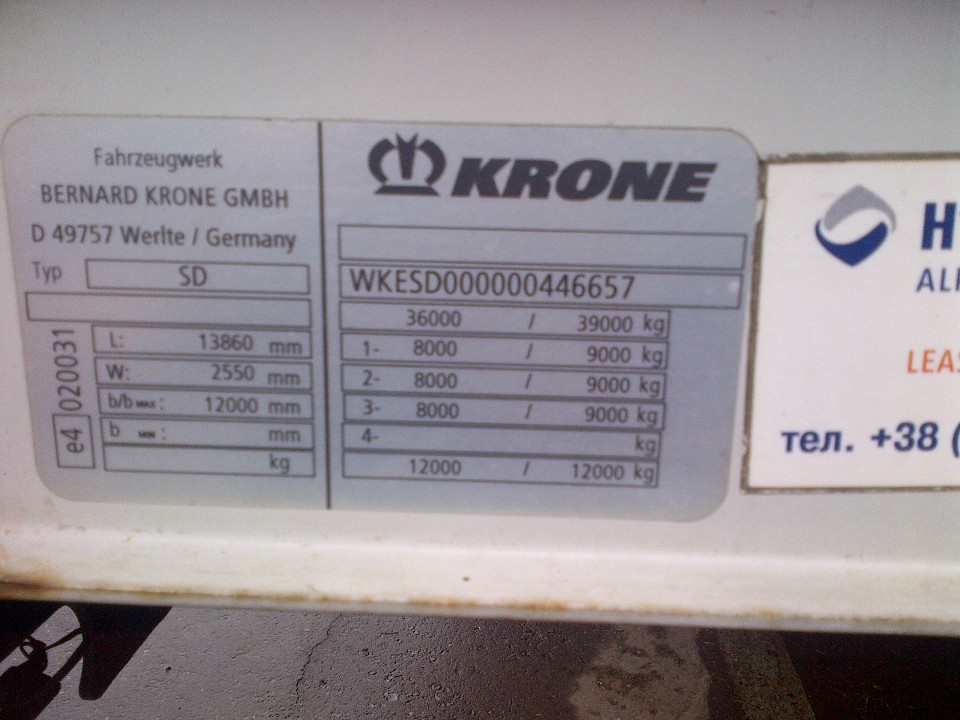 Fahrzeugwerk
BERNARD KRONE GMBH
D 49757 Werlte / Germany
Typ SD
L: 13860 mm
W: 2550 mm
b/b MAX : 12000 mm
b MIN : mm
kg
e4 020031
KRONE
WKESD000000446657
36000 / 39000 kg
1- 8000 / 9000 kg
2- 8000 / 9000 kg
3- 8000 / 9000 kg
4- kg
12000 / 12000 kg
тел. +38 (